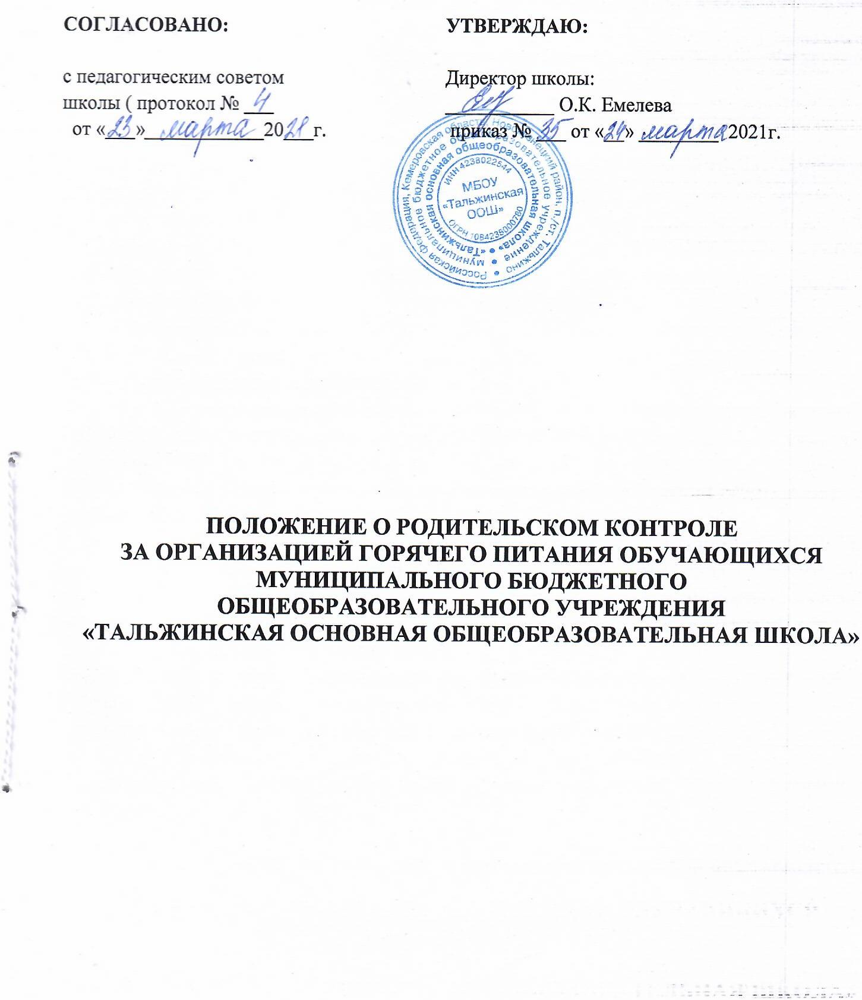 СОГЛАСОВАНО:
с педагогическим советом
школы ( протокол № 4
от «23» марта 2021г.
УТВЕРЖДАЮ:
Директор школы:
____________ О.К. Емелева
приказ № 35 от «24» марта 2021г.
Российская федерация, Кемеровская область, Новокузнецкий район, п./ст. Тальжино
муниципальное бюджетное общеобразовательное учреждение
«Тальжинская основная общеобразовательная школа»
ИНН 4238022544
МБОУ
«Тальжинская
ООШ»
ОГРН 1084238000780
ПОЛОЖЕНИЕ О РОДИТЕЛЬСКОМ КОНТРОЛЕ
ЗА ОРГАНИЗАЦИЕЙ ГОРЯЧЕГО ПИТАНИЯ ОБУЧАЮЩИХСЯ
МУНИЦИПАЛЬНОГО БЮДЖЕТНОГО
ОБЩЕОБРАЗОВАТЕЛЬНОГО УЧРЕЖДЕНИЯ
«ТАЛЬЖИНСКАЯ ОСНОВНАЯ ОБЩЕОБРАЗОВАТЕЛЬНАЯ ШКОЛА»